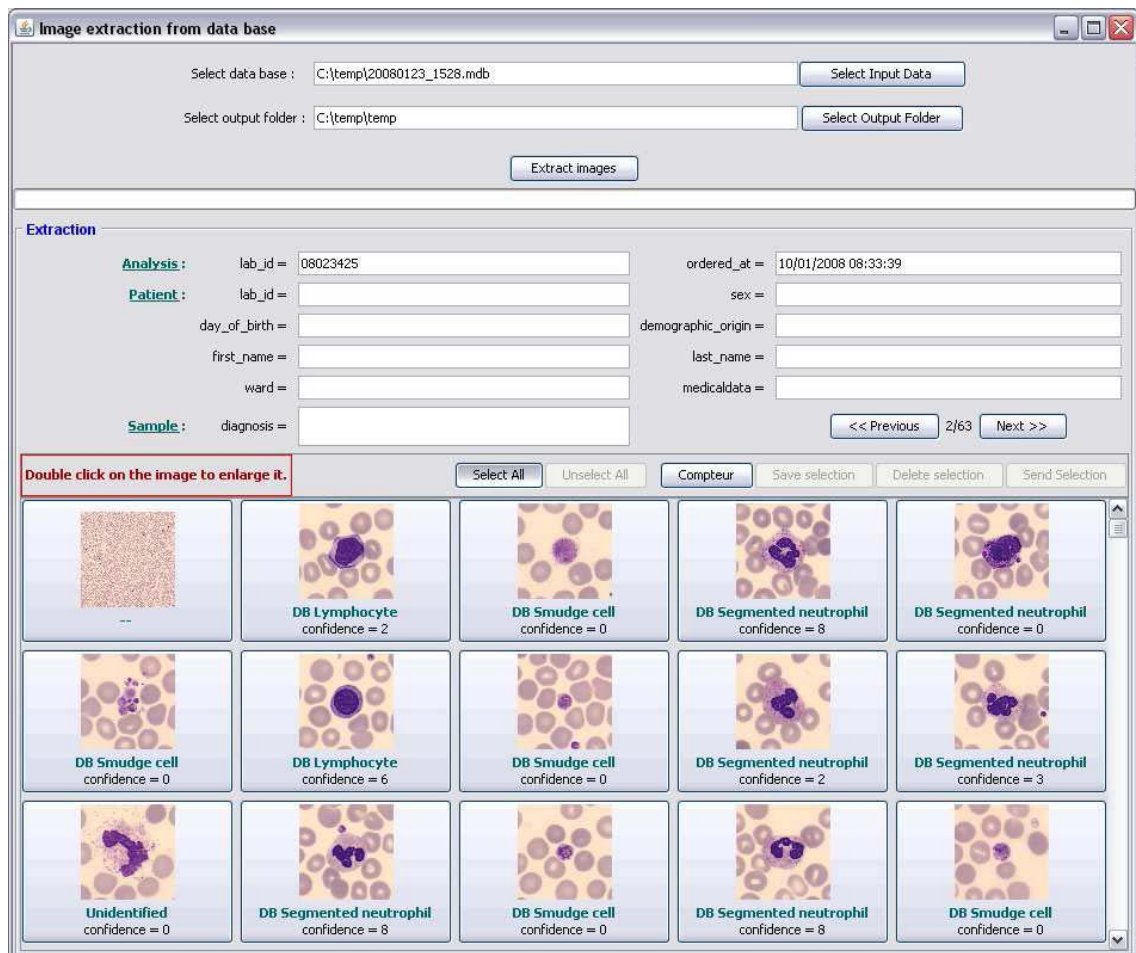 Image extraction from data base
Select data base : C:\temp\20080123_1528.mdb Select Input Data
Select output folder : C:\temp\temp Select Output Folder
Extract images
Extraction
Analysis : lab_id = 08023425 ordered_at = 10/01/2008 08:33:39
Patient : lab_id = sex =
day_of_birth = demographic_origin =
first_name = last_name =
ward = medicaldata =
Sample : diagnosis = << Previous 2/63 Next >>
Double click on the image to enlarge it. Select All Unselect All Compteur Save selection Delete selection Send Selection
-- DB Lymphocyte DB Smudge cell DB Segmented neutrophil DB Segmented neutrophil
confidence = 2 confidence = 0 confidence = 8 confidence = 0
DB Smudge cell DB Lymphocyte DB Smudge cell DB Segmented neutrophil DB Segmented neutrophil
confidence = 0 confidence = 6 confidence = 0 confidence = 2 confidence = 3
Unidentified DB Segmented neutrophil DB Smudge cell DB Segmented neutrophil DB Smudge cell
confidence = 0 confidence = 8 confidence = 0 confidence = 8 confidence = 0